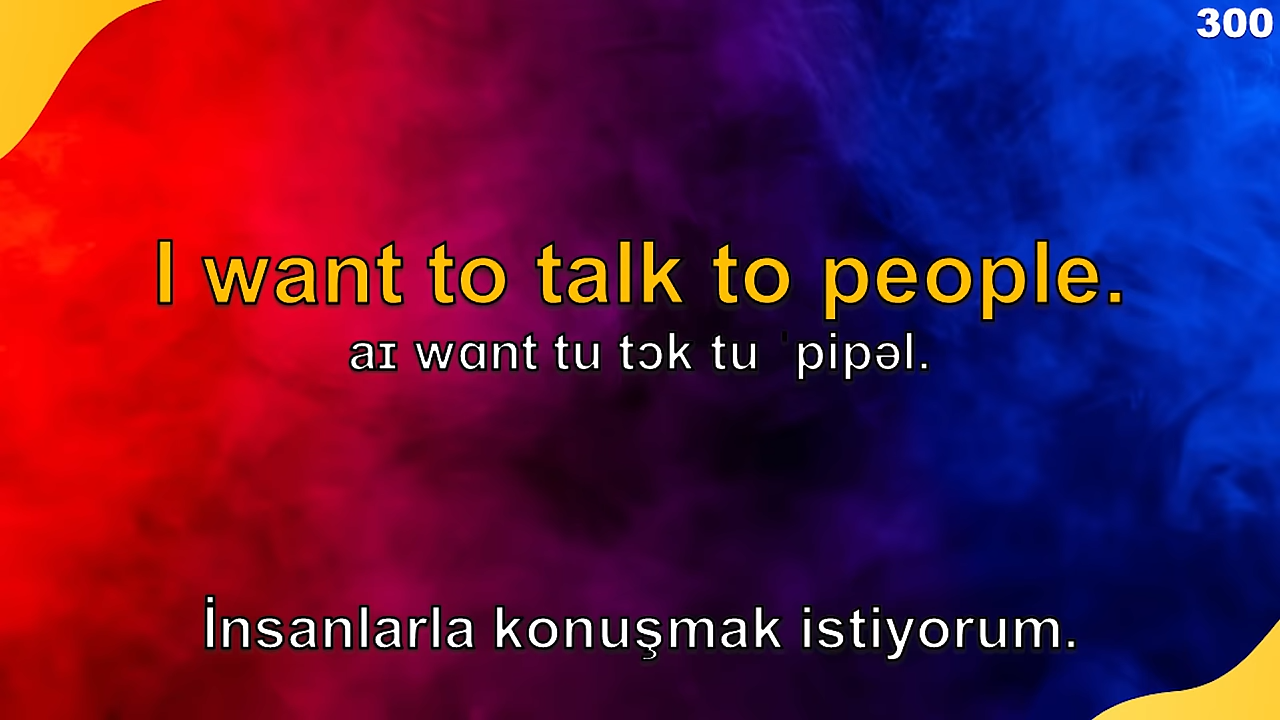 300
I want to talk to people.
aɪ wɑnt tu tɔk tu ˈpipəl.
İnsanlarla konuşmak istiyorum.